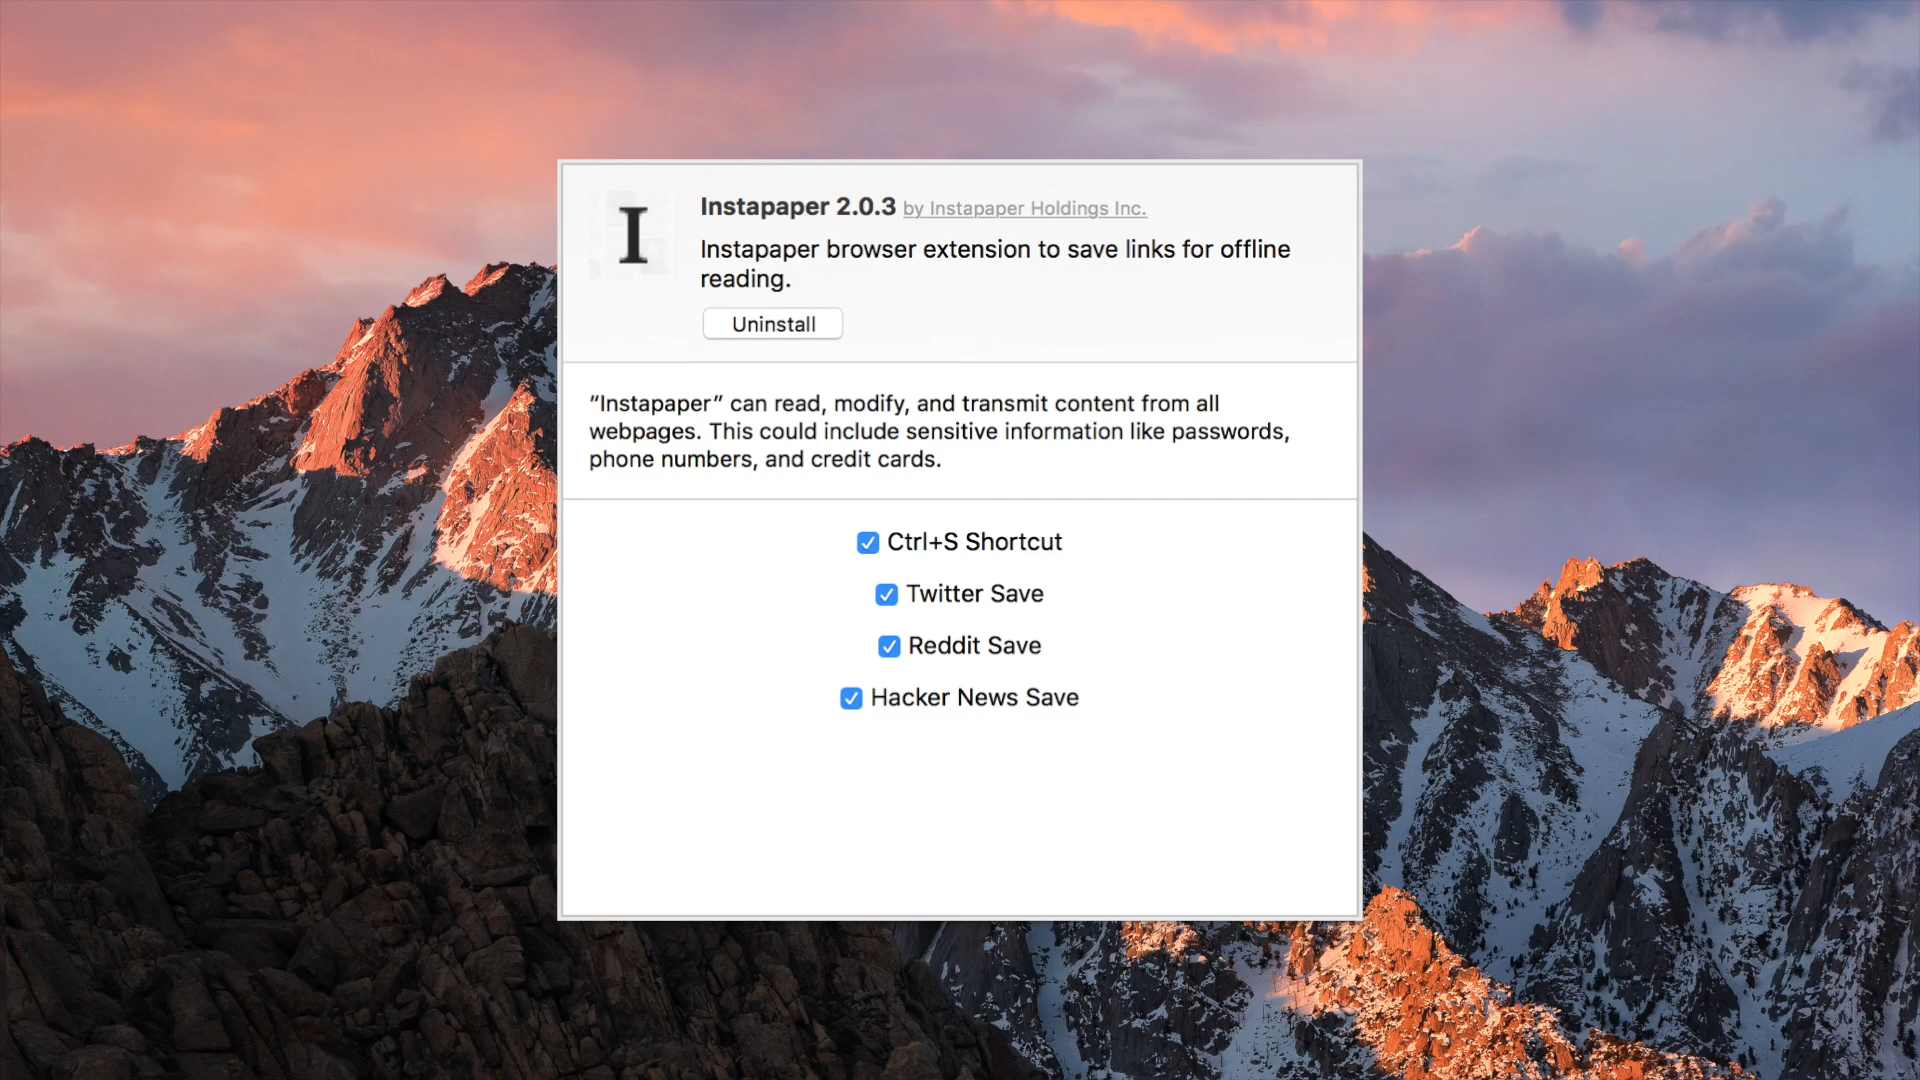 I
Instapaper 2.0.3 by Instapaper Holdings Inc.
Instapaper browser extension to save links for offline
reading.
Uninstall
“Instapaper” can read, modify, and transmit content from all
webpages. This could include sensitive information like passwords,
phone numbers, and credit cards.
Ctrl+S Shortcut
Twitter Save
Reddit Save
Hacker News Save